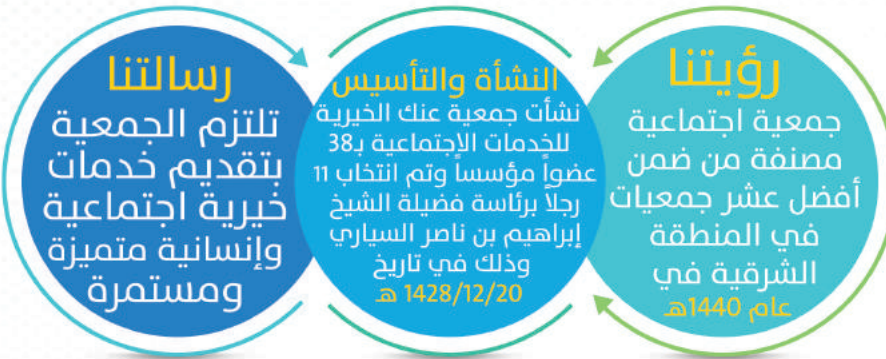 رؤيتنا
جمعية اجتماعية
مصنفة من ضمن
أفضل عشر جمعيات
في المنطقة
الشرقية في
عام 1440هـ
النشأة والتأسيس
نشأت جمعية عنك الخيرية
للخدمات الاجتماعية بـ38
عضواً مؤسساً وتم انتخاب 11
رجلاً برئاسة فضيلة الشيخ
إبراهيم بن ناصر السياري
وذلك في تاريخ
1428/12/20 هـ
رسالتنا
تلتزم الجمعية
بتقديم خدمات
خيرية اجتماعية
وإنسانية متميزة
ومستمرة